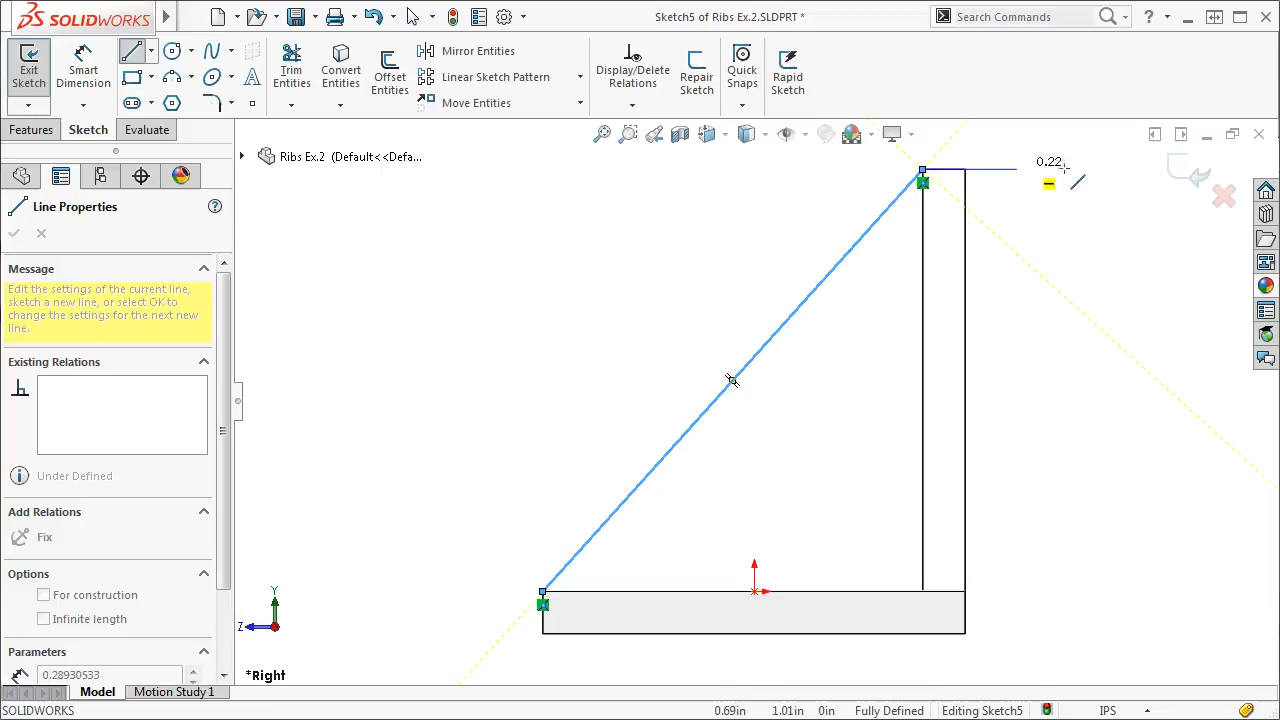 SOLIDWORKS
Sketch5 of Ribs Ex.2.SLDPRT *
Search Commands
Exit Sketch
Smart Dimension
Trim Entities
Convert Entities
Offset Entities
Mirror Entities
Linear Sketch Pattern
Move Entities
Display/Delete Relations
Repair Sketch
Quick Snaps
Rapid Sketch
Features
Sketch
Evaluate
Ribs Ex.2 (Default<<Defa...
Line Properties
Message
Edit the settings of the current line,
sketch a new line, or select OK to
change the settings for the next new
line.
Existing Relations
Under Defined
Add Relations
Fix
Options
For construction
Infinite length
Parameters
0.28930533
0.22
Y
Z
*Right
Model
Motion Study 1
SOLIDWORKS
0.69in
1.01in
0in
Fully Defined
Editing Sketch5
IPS